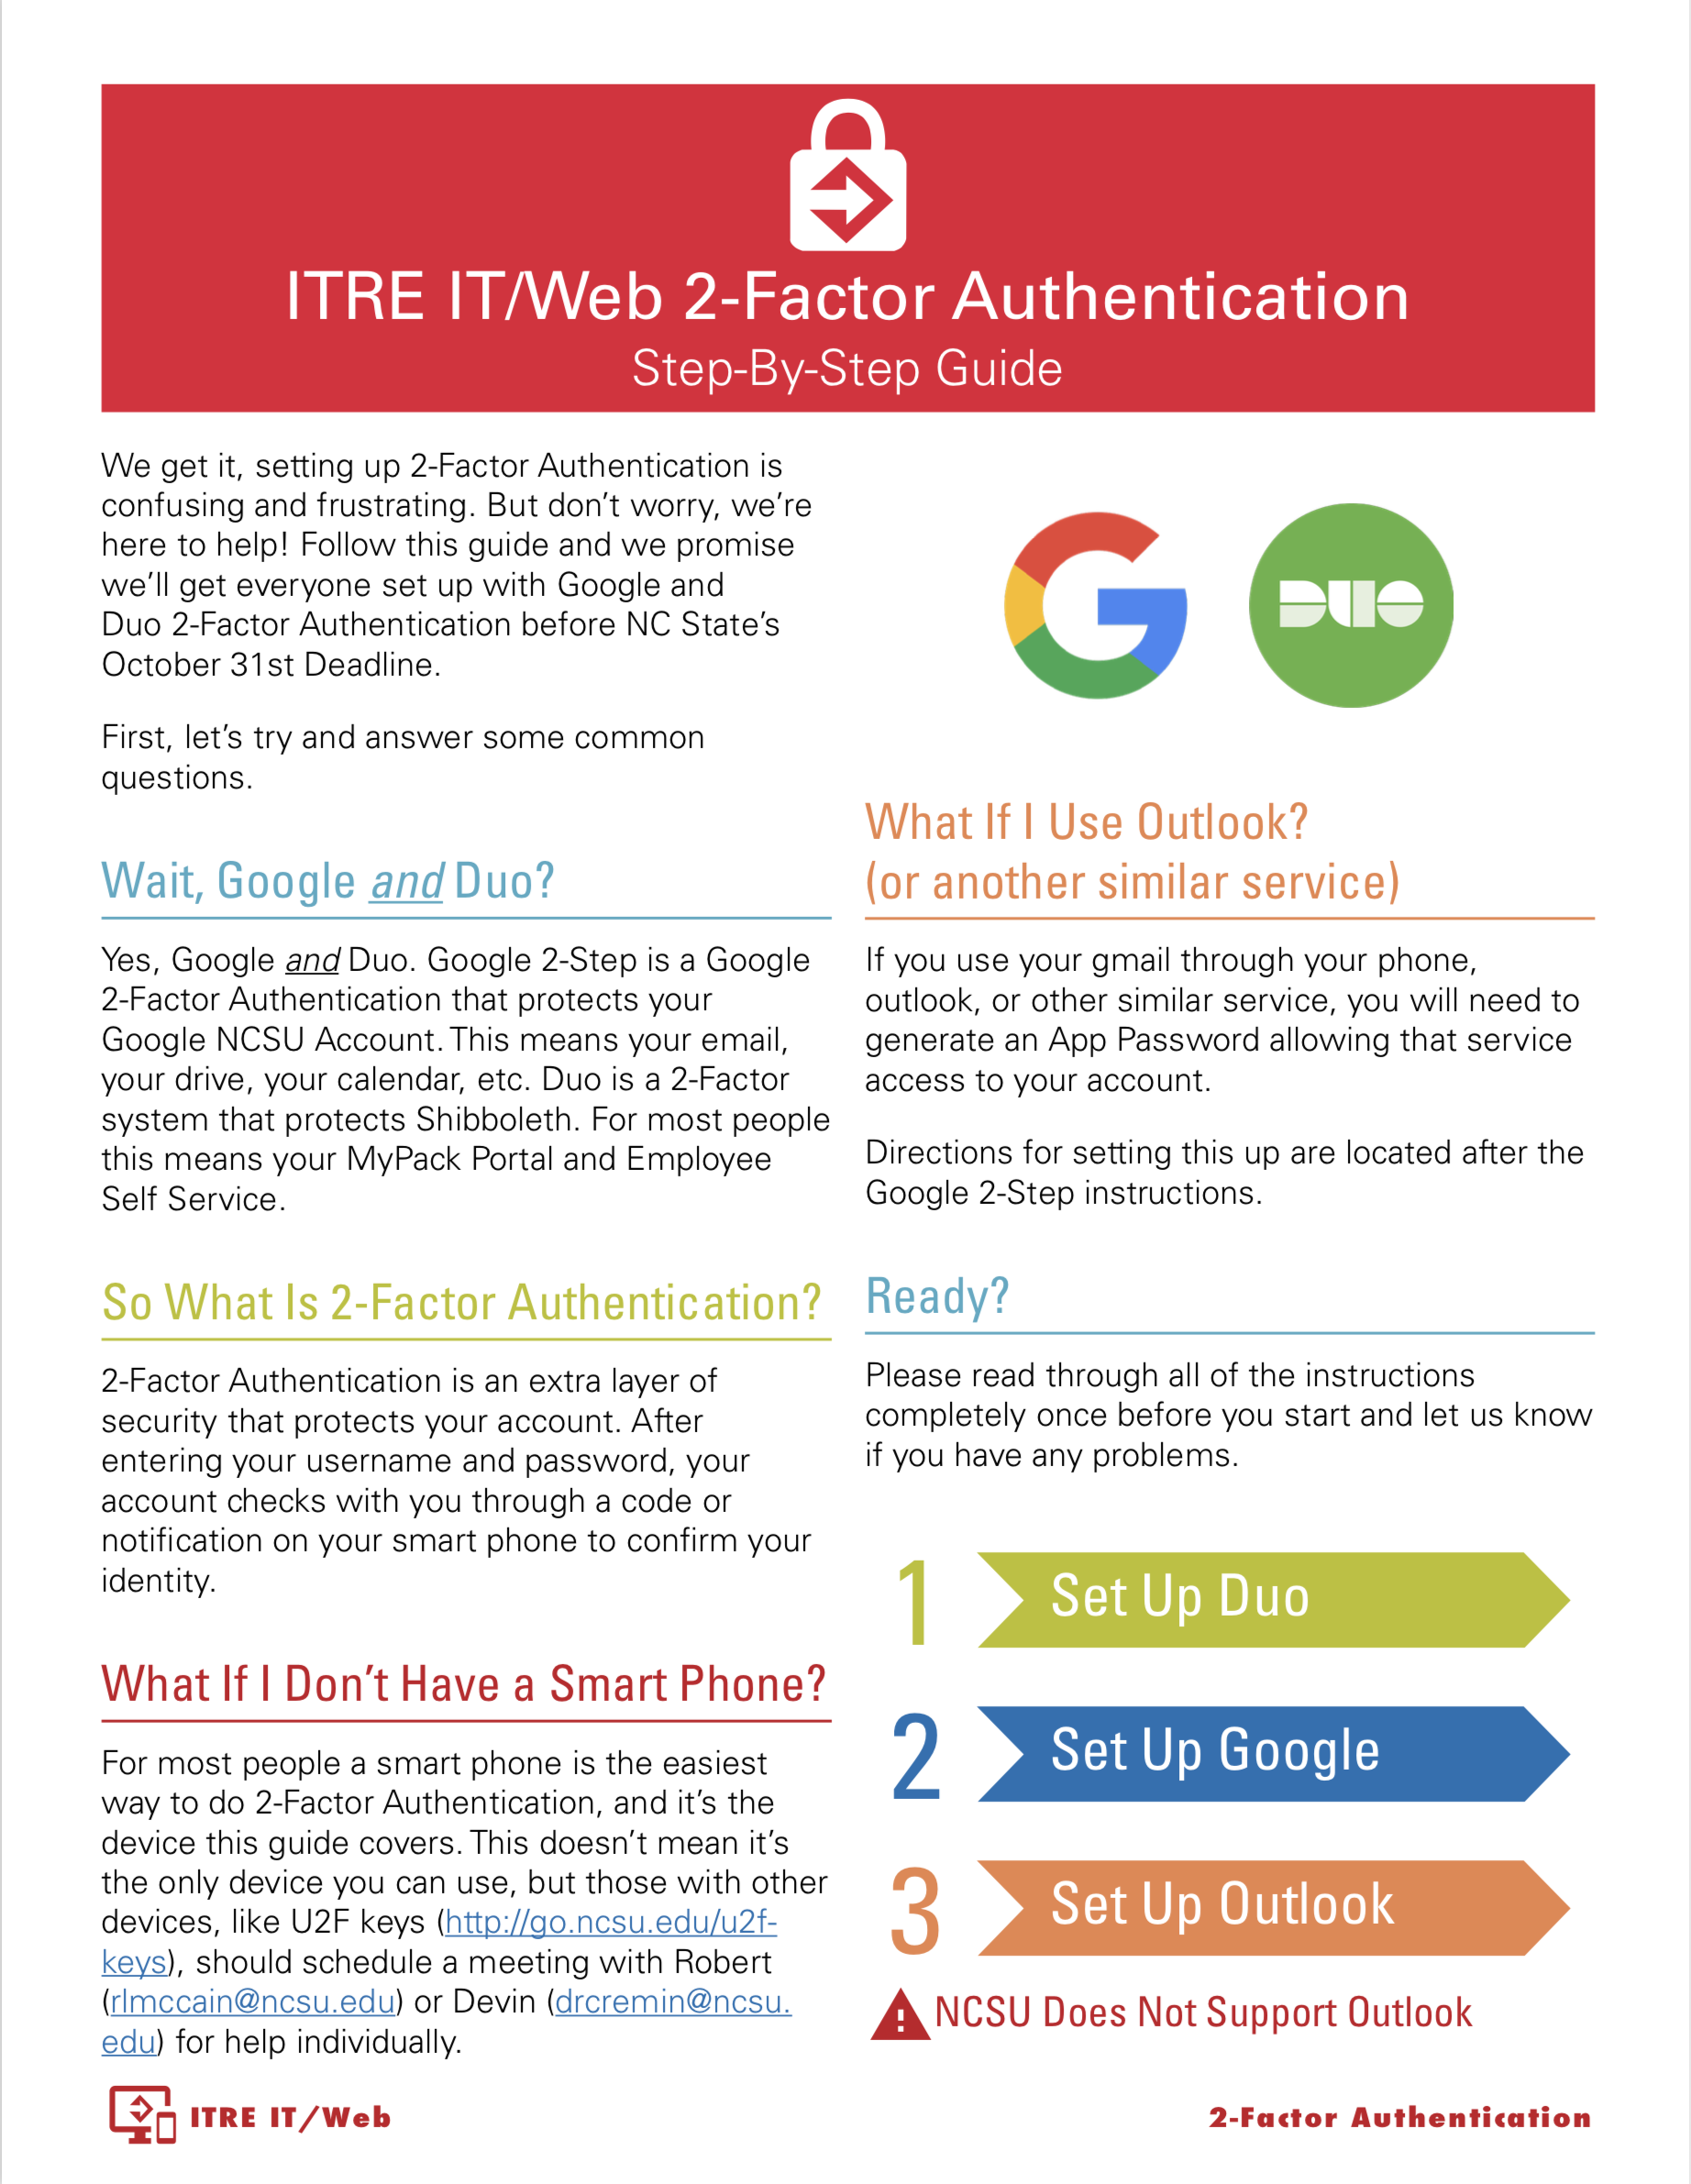 ITRE IT/Web 2-Factor Authentication
Step-By-Step Guide
We get it, setting up 2-Factor Authentication is
confusing and frustrating. But don’t worry, we’re
here to help! Follow this guide and we promise
we’ll get everyone set up with Google and
Duo 2-Factor Authentication before NC State’s
October 31st Deadline.
First, let’s try and answer some common
questions.
Wait, Google and Duo?
Yes, Google and Duo. Google 2-Step is a Google
2-Factor Authentication that protects your
Google NCSU Account. This means your email,
your drive, your calendar, etc. Duo is a 2-Factor
system that protects Shibboleth. For most people
this means your MyPack Portal and Employee
Self Service.
So What Is 2-Factor Authentication?
2-Factor Authentication is an extra layer of
security that protects your account. After
entering your username and password, your
account checks with you through a code or
notification on your smart phone to confirm your
identity.
What If I Don’t Have a Smart Phone?
For most people a smart phone is the easiest
way to do 2-Factor Authentication, and it’s the
device this guide covers. This doesn’t mean it’s
the only device you can use, but those with other
devices, like U2F keys (http://go.ncsu.edu/u2f-
keys), should schedule a meeting with Robert
(rlmccain@ncsu.edu) or Devin (drcremin@ncsu.
edu) for help individually.
DUO
What If I Use Outlook?
(or another similar service)
If you use your gmail through your phone,
outlook, or other similar service, you will need to
generate an App Password allowing that service
access to your account.
Directions for setting this up are located after the
Google 2-Step instructions.
Ready?
Please read through all of the instructions
completely once before you start and let us know
if you have any problems.
1 Set Up Duo
2 Set Up Google
3 Set Up Outlook
NCSU Does Not Support Outlook
ITRE IT/Web
2-Factor Authentication